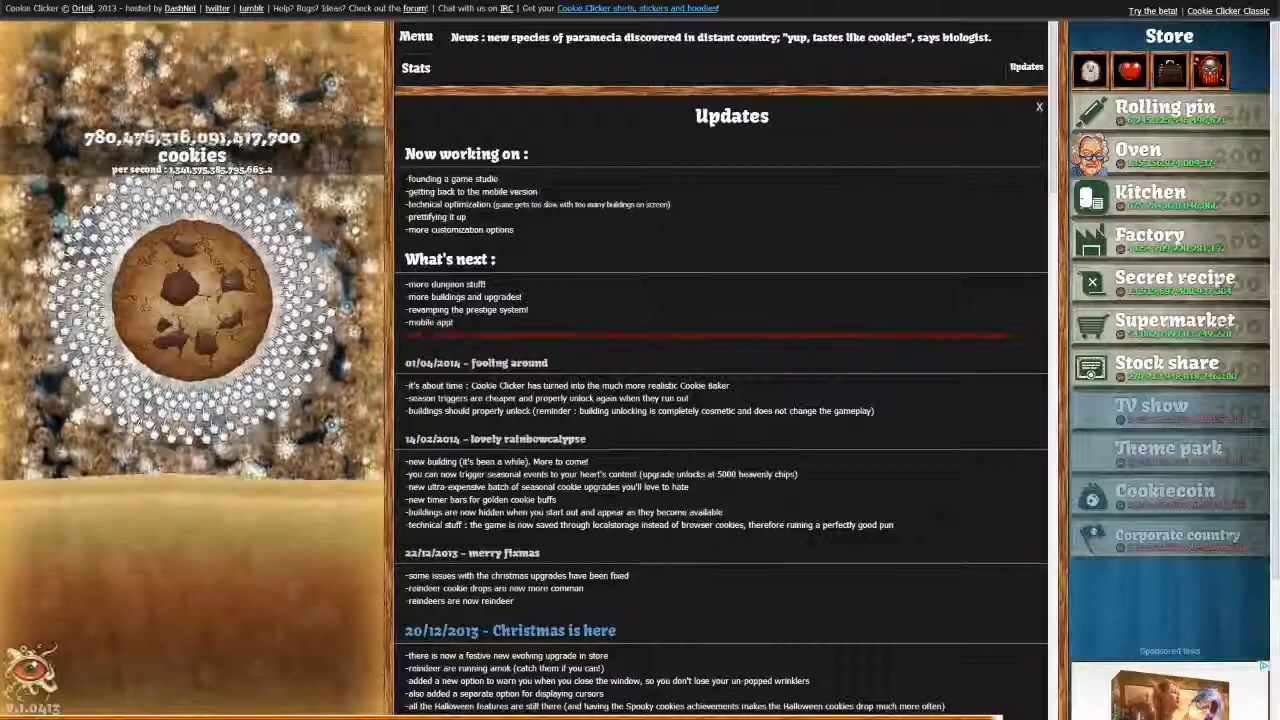 Cookie Clicker © Orteil, 2013 - hosted by DashNet | twitter | tumblr | Help? Bugs? Ideas? Check out the forum! | Chat with us on IRC | Get your Cookie Clicker shirts, stickers and hoodies!
Try the beta! | Cookie Clicker Classic
Menu
News : new species of paramecia discovered in distant country; "yup, tastes like cookies", says biologist.
Stats
Updates
780,476,316,091,417,700
cookies
per second : 1,341,375,385,795,663.2
Updates
X
Now working on :
-founding a game studio
-getting back to the mobile version
-technical optimization (game gets too slow with too many buildings on screen)
-prettifying it up
-more customization options
What's next :
-more dungeon stuff!
-more buildings and upgrades!
-revamping the prestige system!
-mobile app!
01/04/2014 - fooling around
-it's about time : Cookie Clicker has turned into the much more realistic Cookie Baker
-season triggers are cheaper and properly unlock again when they run out
-buildings should properly unlock (reminder : building unlocking is completely cosmetic and does not change the gameplay)
14/02/2014 - lovely rainbowcalypse
-new building (it's been a while). More to come!
-you can now trigger seasonal events to your heart's content (upgrade unlocks at 5000 heavenly chips)
-new ultra-expensive batch of seasonal cookie upgrades you'll love to hate
-new timer bars for golden cookie buffs
-buildings are now hidden when you start out and appear as they become available
-technical stuff : the game is now saved through localstorage instead of browser cookies, therefore ruining a perfectly good pun
22/12/2013 - merry fixmas
-some issues with the christmas upgrades have been fixed
-reindeer cookie drops are now more common
-reindeers are now reindeer
20/12/2013 - Christmas is here
-there is now a festive new evolving upgrade in store
-reindeer are running amok (catch them if you can!)
-added a new option to warn you when you close the window, so you don't lose your un-popped wrinklers
-also added a separate option for displaying cursors
-all the Halloween features are still there (and having the Spooky cookies achievements makes the Halloween cookies drop much more often)
Store
Rolling pin
Oven
Kitchen
Factory
Secret recipe
Supermarket
Stock share
TV show
Theme park
Cookiecoin
Corporate country
Sponsored links
v.1.0413